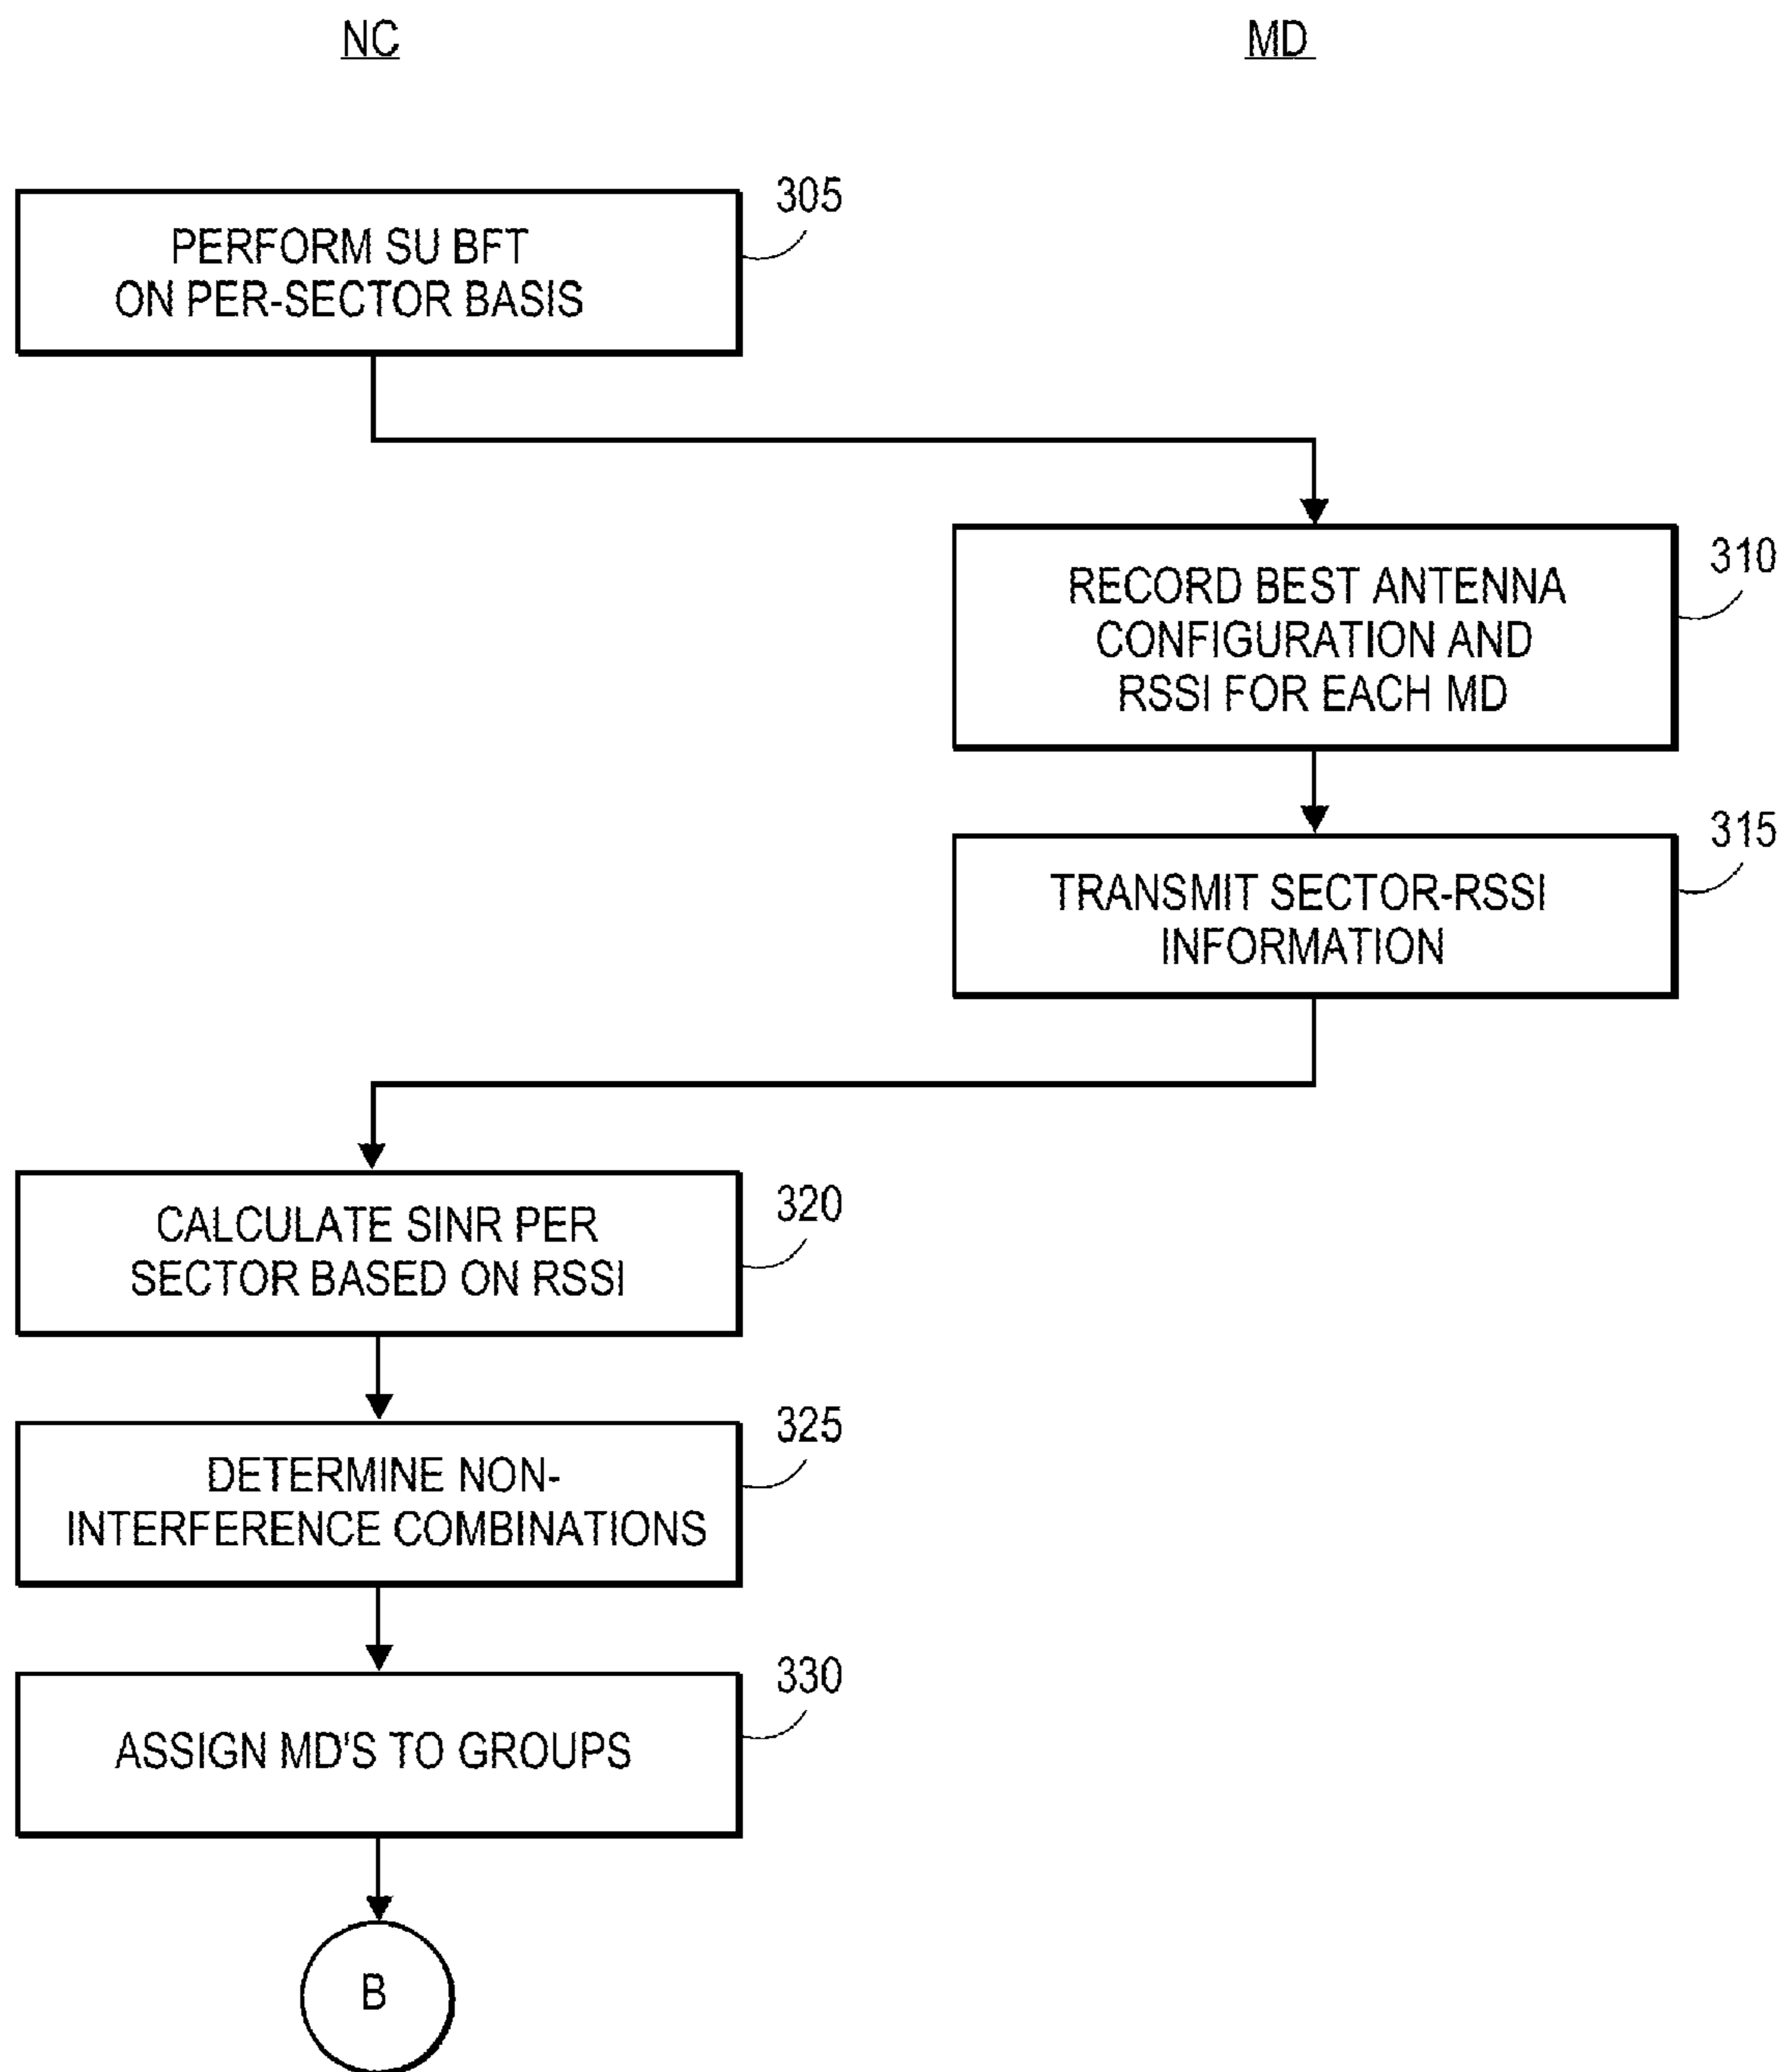 NC
MD
305
PERFORM SU BFT
ON PER-SECTOR BASIS
310
RECORD BEST ANTENNA
CONFIGURATION AND
RSSI FOR EACH MD
315
TRANSMIT SECTOR-RSSI
INFORMATION
320
CALCULATE SINR PER
SECTOR BASED ON RSSI
325
DETERMINE NON-
INTERFERENCE COMBINATIONS
330
ASSIGN MD'S TO GROUPS
B